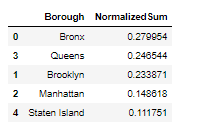 Borough NormalizedSum
0 Bronx 0.279954
3 Queens 0.246544
1 Brooklyn 0.233871
2 Manhattan 0.148618
4 Staten Island 0.111751